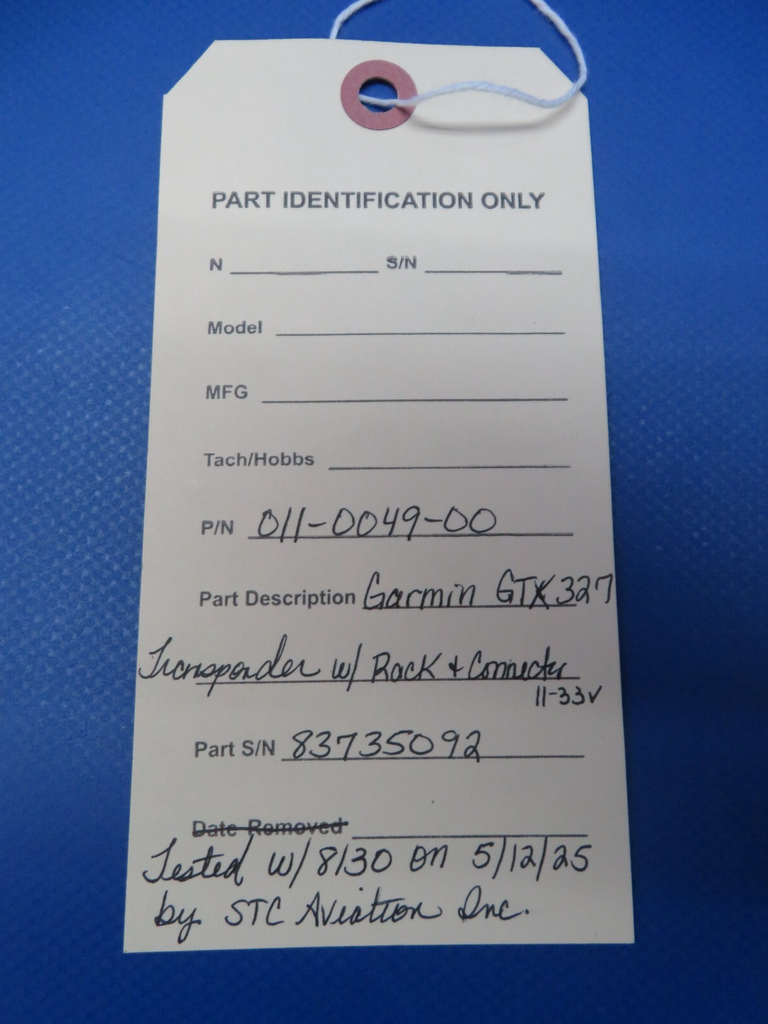 PART IDENTIFICATION ONLY
N S/N
Model
MFG
Tach/Hobbs
P/N 011-0049-00
Part Description Garmin GTX 327
Transponder w/ Rack + Connector
11-33v
Part S/N 83735092
Date Removed
Tested w/ 8130 on 5/12/25
by STC Aviation Inc.